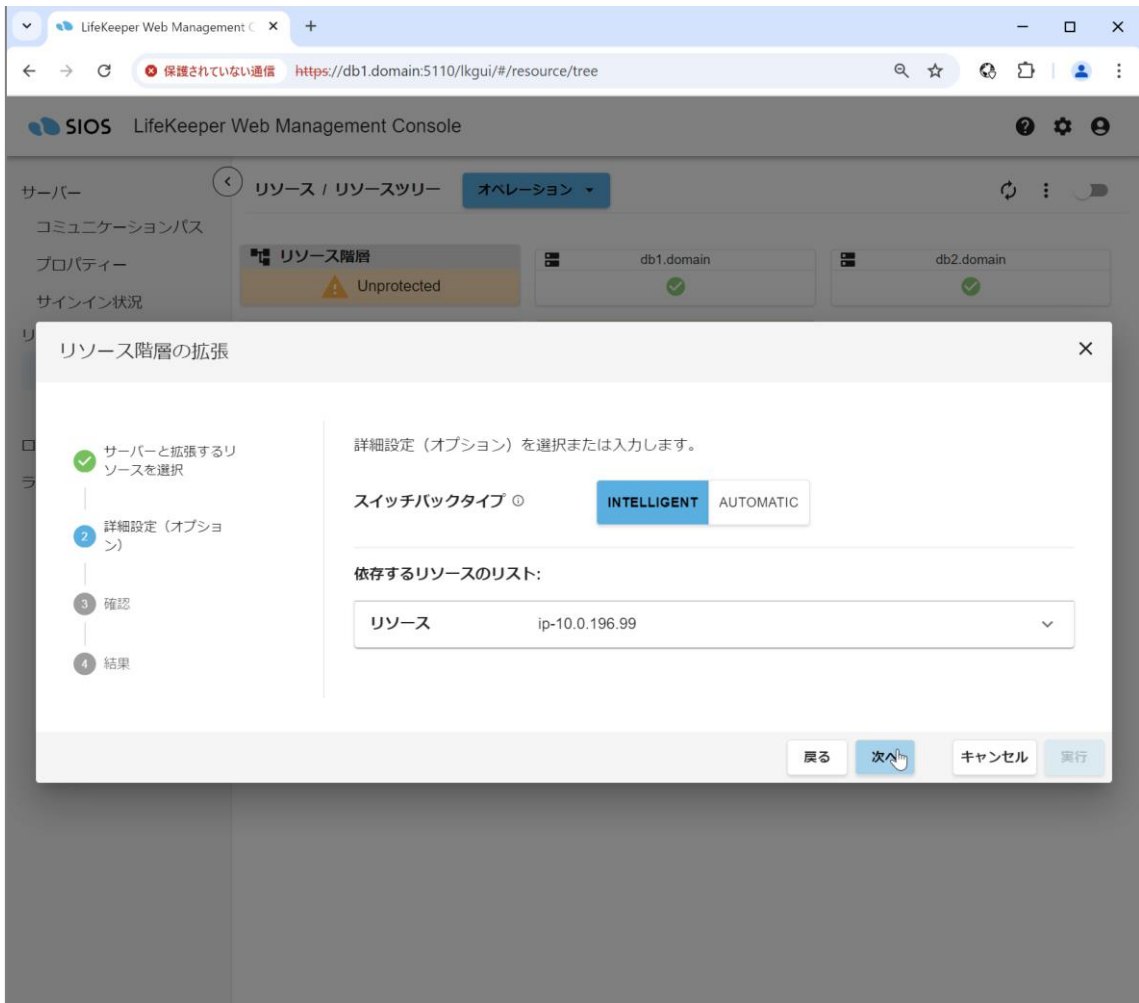 LifeKeeper Web Management C
保護されていない通信 https://db1.domain:5110/lkgui/#/resource/tree
SIOS LifeKeeper Web Management Console
サーバー
コミュニケーションパス
プロパティー
サインイン状況
リ
ロ
ラ
リソース / リソースツリー オペレーション
リソース階層
Unprotected
db1.domain
db2.domain
リソース階層の拡張
サーバーと拡張するリ
ソースを選択
2 詳細設定（オプショ
ン）
3 確認
4 結果
詳細設定（オプション）を選択または入力します。
スイッチバックタイプ INTELLIGENT AUTOMATIC
依存するリソースのリスト:
リソース ip-10.0.196.99
戻る 次へ キャンセル 実行